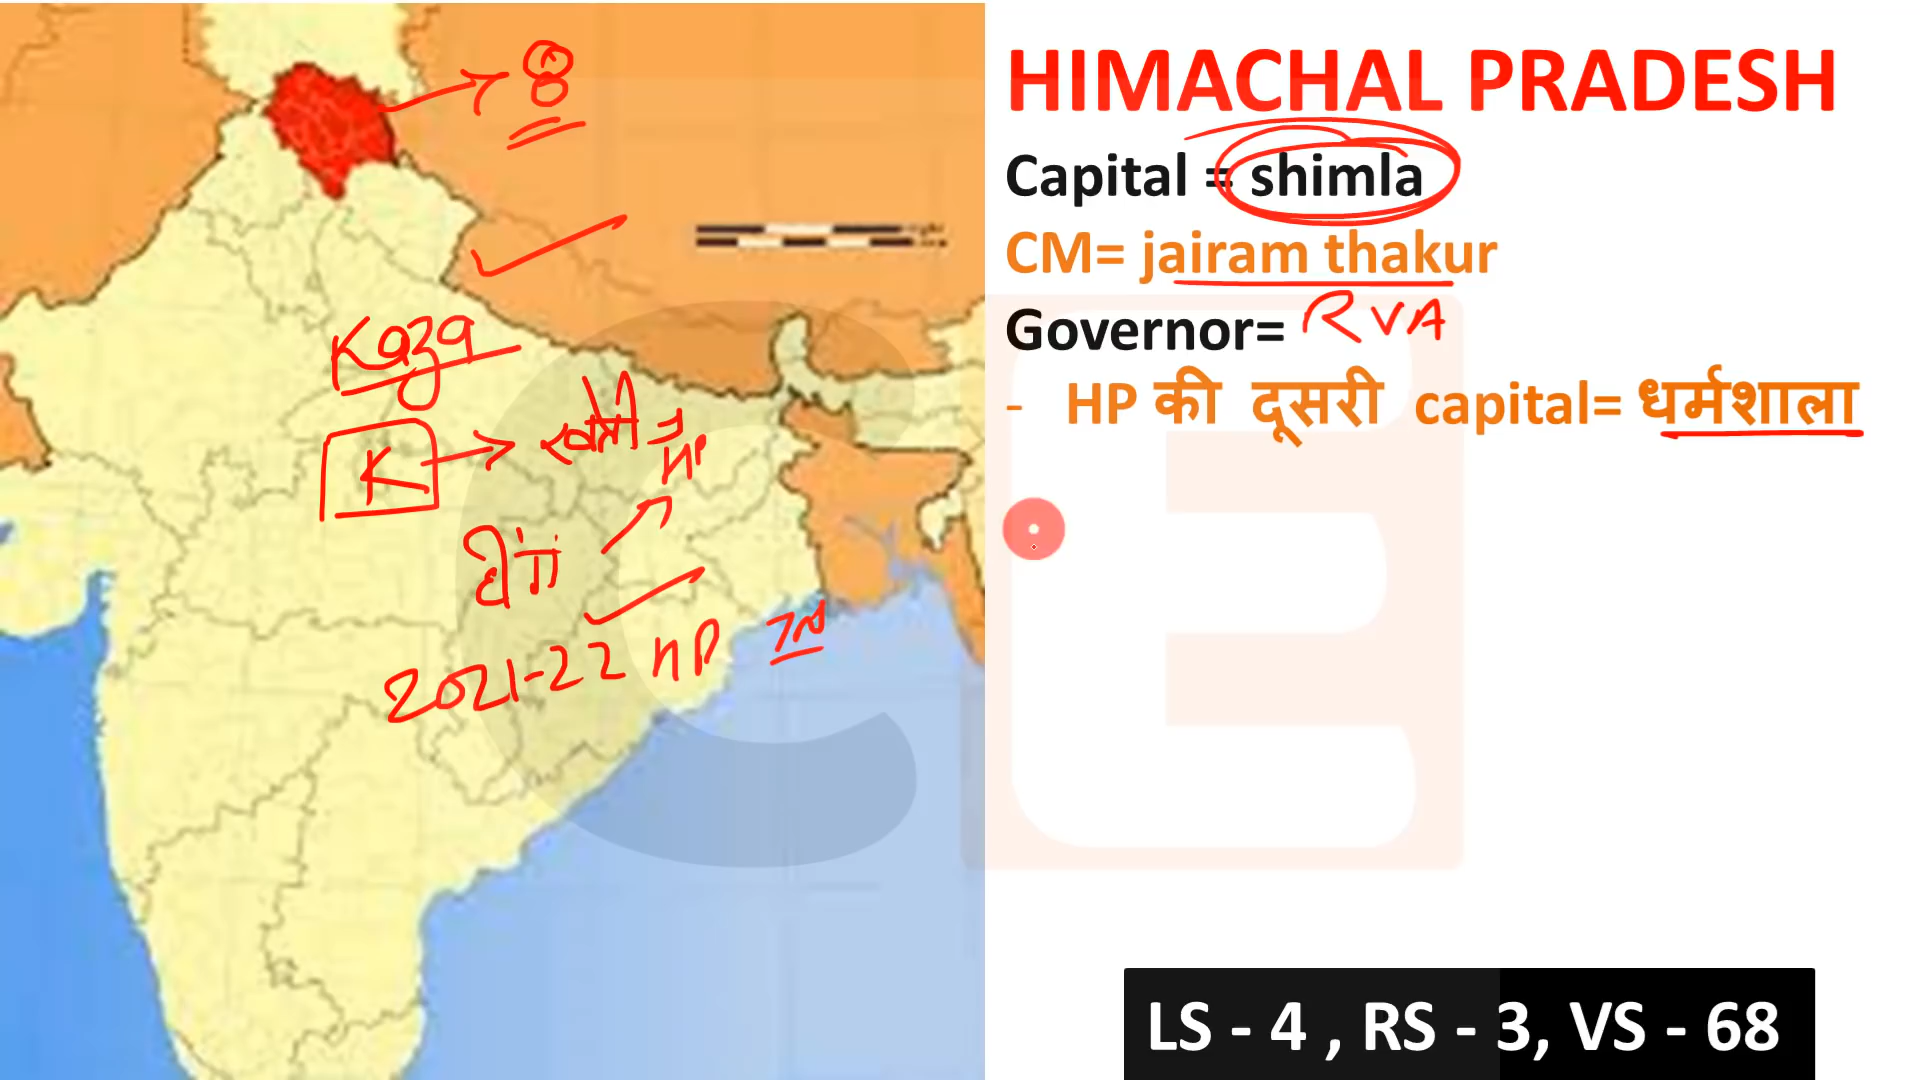 HIMACHAL PRADESH
Capital = shimla
CM= jairam thakur
Governor= RVA
- HP की दूसरी capital= धर्मशाला
LS - 4 , RS - 3, VS - 68
8
Kaza
K
HP
हींग
2021-22 HP